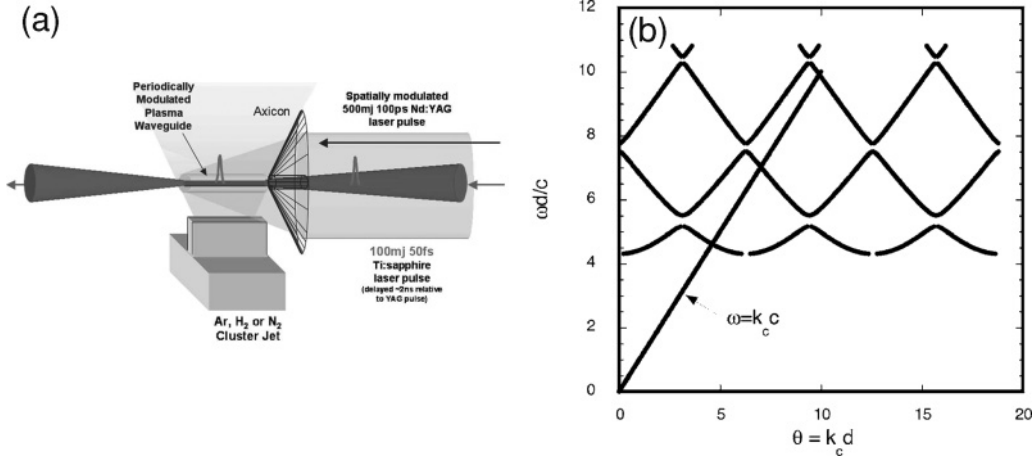 (a)
Periodically
Modulated
Plasma
Waveguide
Axicon
Spatially modulated
500mj 100ps Nd:YAG
laser pulse
100mj 50fs
Ti:sapphire
laser pulse
(delayed ~2ns relative
to YAG pulse)
Ar, H₂ or N₂
Cluster Jet
(b)
12
10
8
6
4
2
0
ωd/c
ω=k_c c
0
5
10
15
20
θ = k_c d